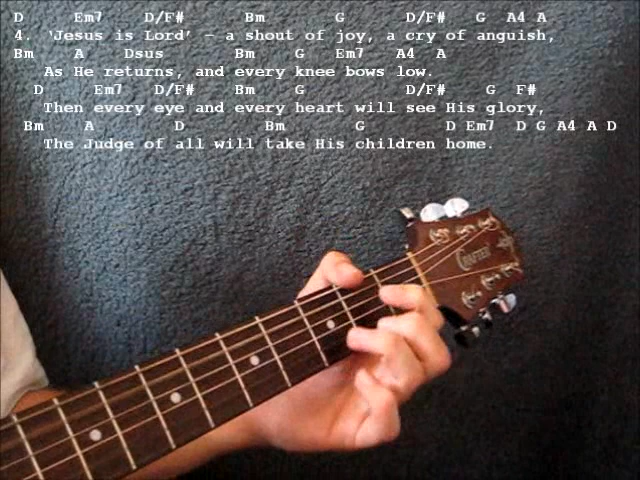 D Em7 D/F# Bm G D/F# G A4 A
4. ‘Jesus is Lord’ – a shout of joy, a cry of anguish,
Bm A Dsus Bm G Em7 A4 A
As He returns, and every knee bows low.
D Em7 D/F# Bm G D/F# G F#
Then every eye and every heart will see His glory,
Bm A D Bm G D Em7 D G A4 A D
The Judge of all will take His children home.
CRAFTER